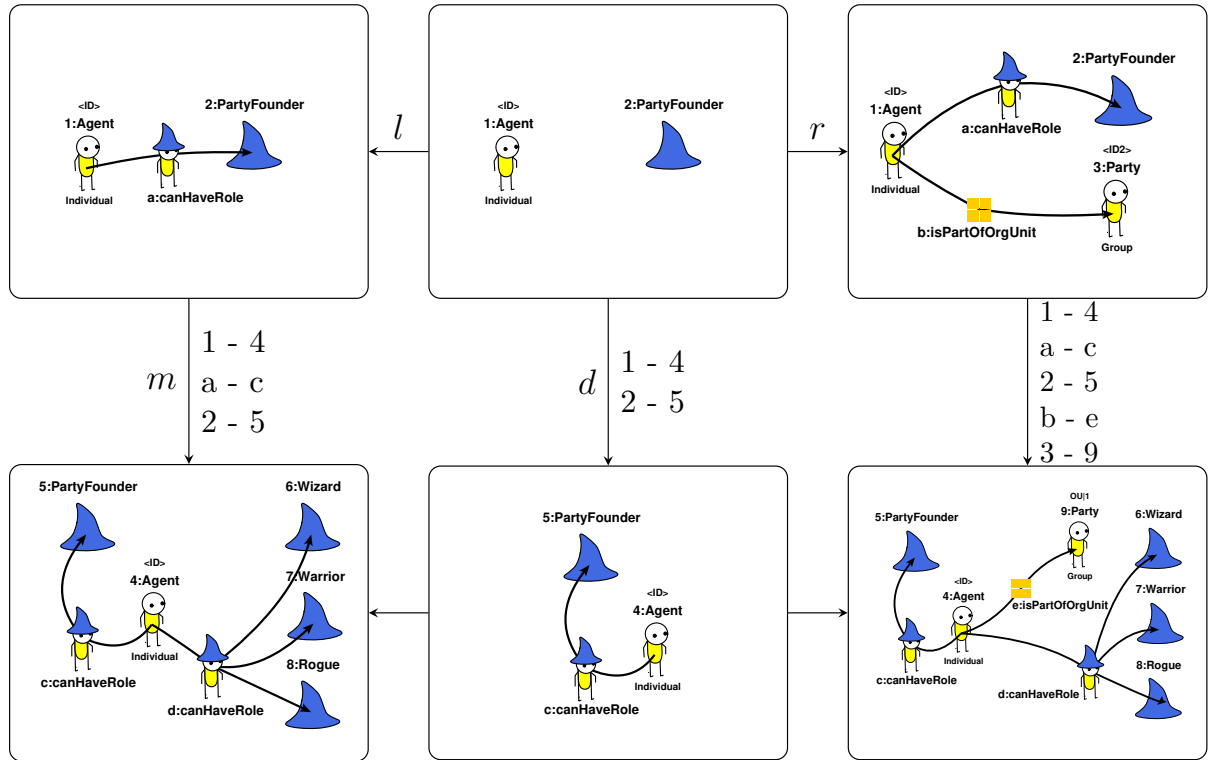 <ID>
1:Agent
2:PartyFounder
Individual
a:canHaveRole
l
<ID>
1:Agent
2:PartyFounder
Individual
r
<ID>
1:Agent
2:PartyFounder
a:canHaveRole
Individual
<ID2>
3:Party
b:isPartOfOrgUnit
Group
m
1 - 4
a - c
2 - 5
d
1 - 4
2 - 5
1 - 4
a - c
2 - 5
b - e
3 - 9
5:PartyFounder
6:Wizard
<ID>
4:Agent
7:Warrior
Individual
8:Rogue
c:canHaveRole
d:canHaveRole
5:PartyFounder
<ID>
4:Agent
Individual
c:canHaveRole
OU|1
9:Party
5:PartyFounder
6:Wizard
Group
<ID>
4:Agent
7:Warrior
e:isPartOfOrgUnit
Individual
8:Rogue
c:canHaveRole
d:canHaveRole